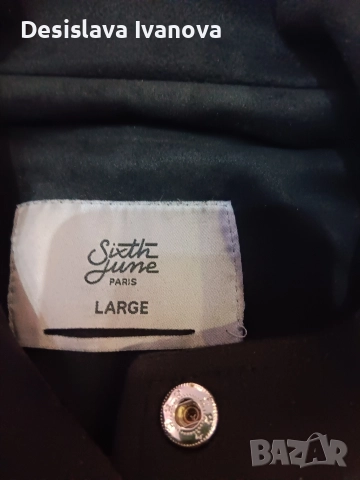 Desislava Ivanova
Sixth
June
PARIS
LARGE
BAZAR